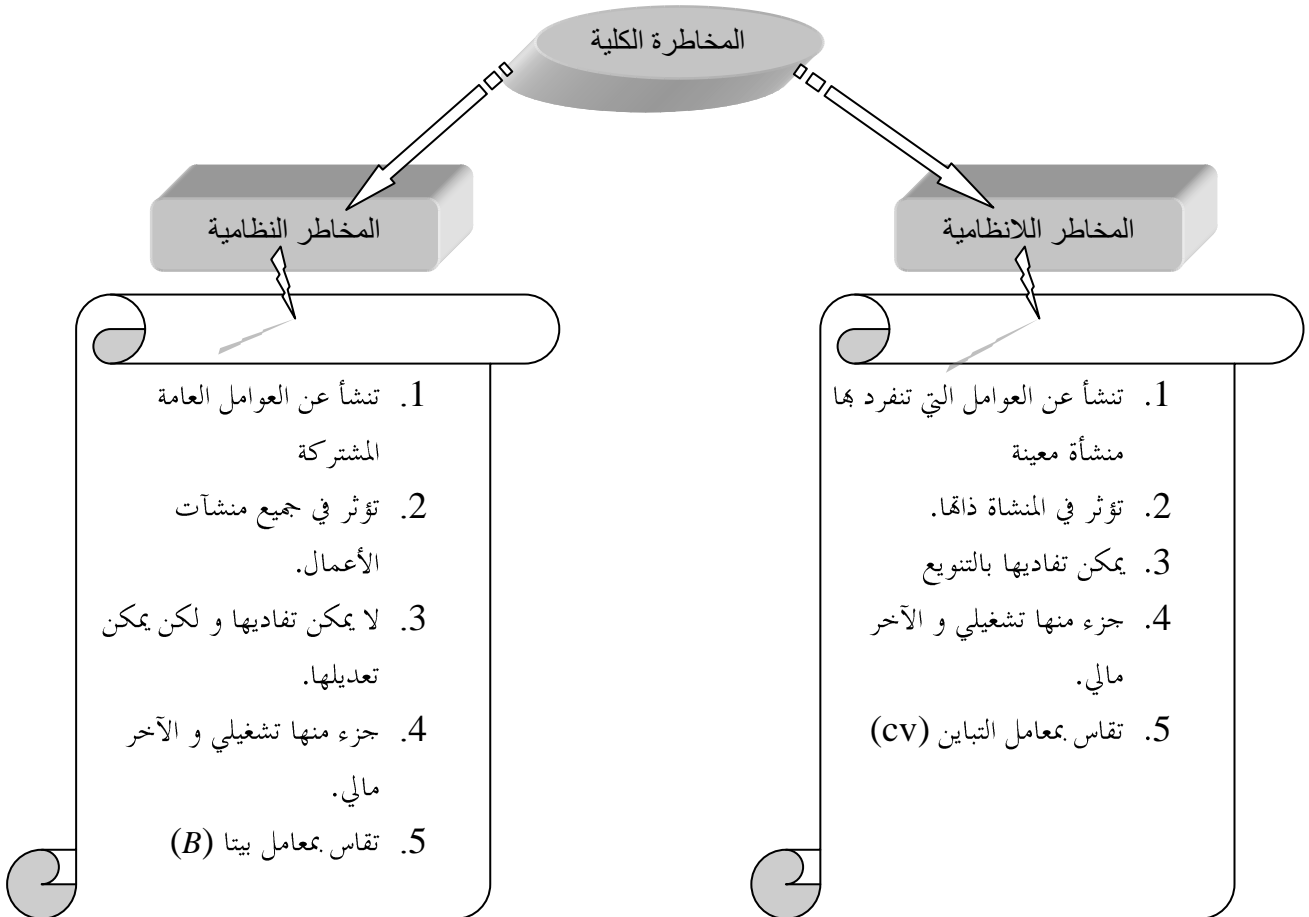 المخاطرة الكلية
المخاطر اللانظامية
1. تنشأ عن العوامل التي تنفرد بها
منشأة معينة
2. تؤثر في المنشاة ذاتها.
3. يمكن تفاديها بالتنويع
4. جزء منها تشغيلي و الآخر
مالي.
5. تقاس بمعامل التباين (cv)
المخاطر النظامية
1. تنشأ عن العوامل العامة
المشتركة
2. تؤثر في جميع منشآت
الأعمال.
3. لا يمكن تفاديها و لكن يمكن
تعديلها.
4. جزء منها تشغيلي و الآخر
مالي.
5. تقاس بمعامل بيتا (B)